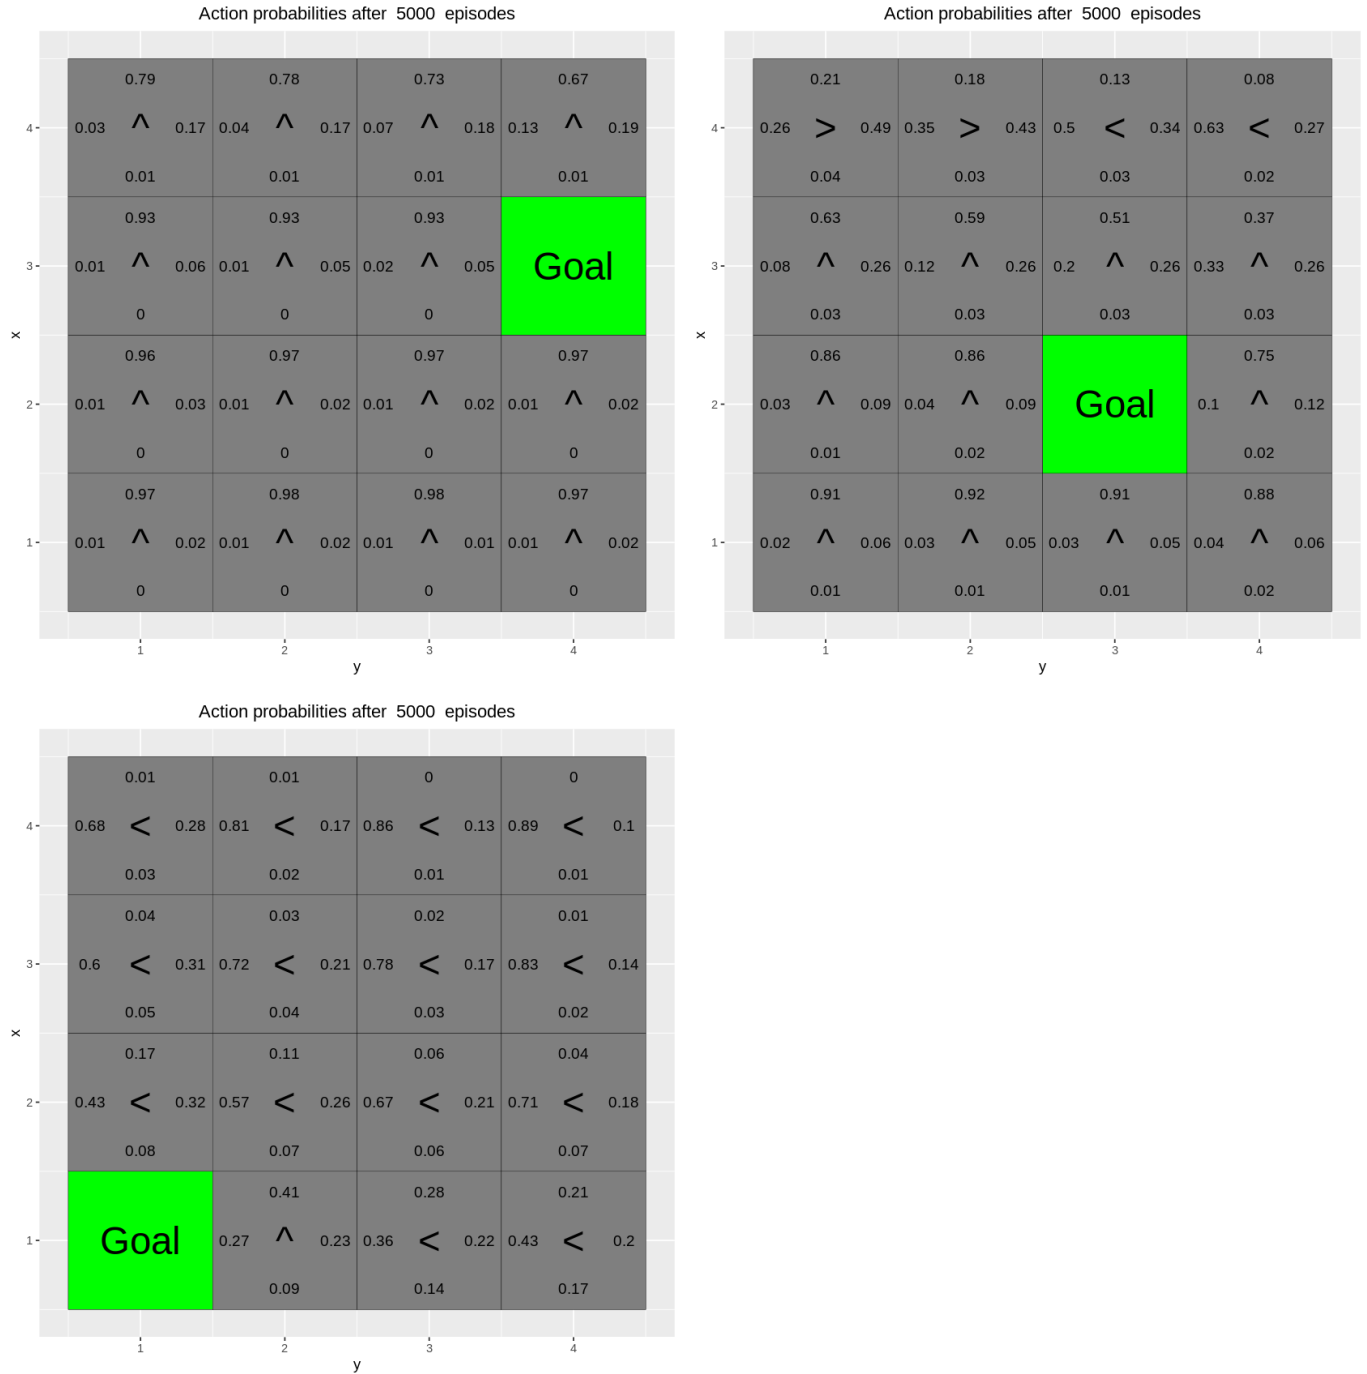 Action probabilities after 5000 episodes
0.79 0.78 0.73 0.67
4 0.03 ^ 0.17 0.04 ^ 0.17 0.07 ^ 0.18 0.13 ^ 0.19
0.01 0.01 0.01 0.01
0.93 0.93 0.93
3 0.01 ^ 0.06 0.01 ^ 0.05 0.02 ^ 0.05 Goal
0 0 0
x
0.96 0.97 0.97 0.97
2 0.01 ^ 0.03 0.01 ^ 0.02 0.01 ^ 0.02 0.01 ^ 0.02
0 0 0 0
0.97 0.98 0.98 0.97
1 0.01 ^ 0.02 0.01 ^ 0.02 0.01 ^ 0.01 0.01 ^ 0.02
0 0 0 0
1 2 3 4
y
Action probabilities after 5000 episodes
0.21 0.18 0.13 0.08
4 0.26 > 0.49 0.35 > 0.43 0.5 < 0.34 0.63 < 0.27
0.04 0.03 0.03 0.02
0.63 0.59 0.51 0.37
3 0.08 ^ 0.26 0.12 ^ 0.26 0.2 ^ 0.26 0.33 ^ 0.26
0.03 0.03 0.03 0.03
x
0.86 0.86 0.75
2 0.03 ^ 0.09 0.04 ^ 0.09 Goal 0.1 ^ 0.12
0.01 0.02 0.02
0.91 0.92 0.91 0.88
1 0.02 ^ 0.06 0.03 ^ 0.05 0.03 ^ 0.05 0.04 ^ 0.06
0.01 0.01 0.01 0.02
1 2 3 4
y
Action probabilities after 5000 episodes
0.01 0.01 0 0
4 0.68 < 0.28 0.81 < 0.17 0.86 < 0.13 0.89 < 0.1
0.03 0.02 0.01 0.01
0.04 0.03 0.02 0.01
3 0.6 < 0.31 0.72 < 0.21 0.78 < 0.17 0.83 < 0.14
0.05 0.04 0.03 0.02
x
0.17 0.11 0.06 0.04
2 0.43 < 0.32 0.57 < 0.26 0.67 < 0.21 0.71 < 0.18
0.08 0.07 0.06 0.07
0.41 0.28 0.21
1 Goal 0.27 ^ 0.23 0.36 < 0.22 0.43 < 0.2
0.09 0.14 0.17
1 2 3 4
y